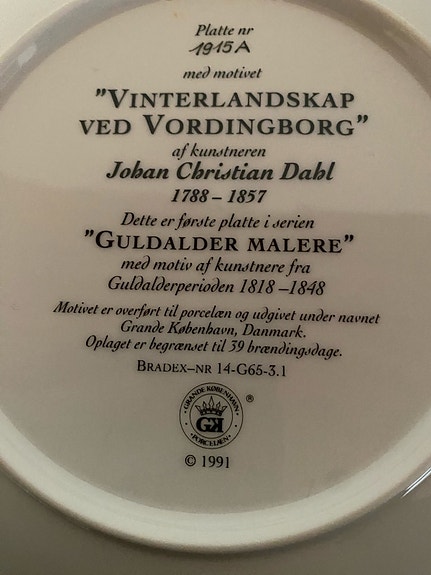 Platte nr
1915A
med motivet
"VINTERLANDSKAP
VED VORDINGBORG"
af kunstneren
Johan Christian Dahl
1788 – 1857
Dette er første platte i serien
"GULDALDER MALERE"
med motiv af kunstnere fra
Guldalderperioden 1818 –1848
Motivet er overført til porcelæn og udgivet under navnet
Grande København, Danmark.
Oplaget er begrænset til 39 brændingsdage.
BRADEX–NR 14-G65-3.1
GRANDE KØBENHAVN
GK
PORCELÆN
®
© 1991